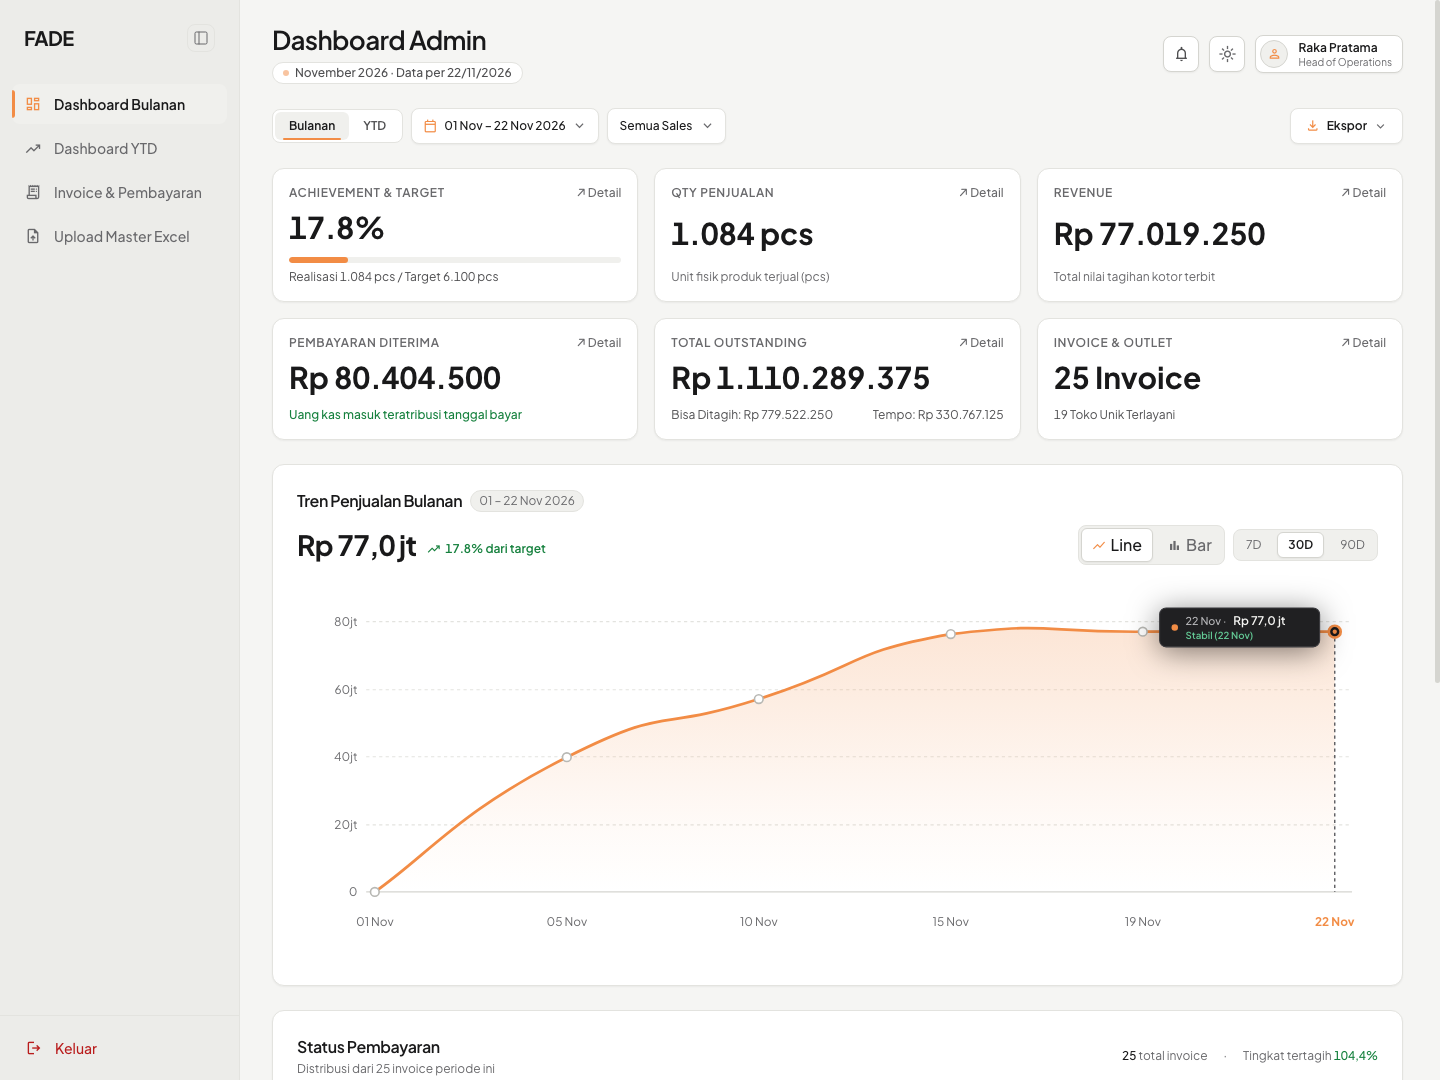 FADE
Dashboard Bulanan
Dashboard YTD
Invoice & Pembayaran
Upload Master Excel
Keluar
Dashboard Admin
November 2026 · Data per 22/11/2026
Raka Pratama
Head of Operations
Bulanan YTD 01 Nov – 22 Nov 2026 Semua Sales Ekspor
ACHIEVEMENT & TARGET Detail
17.8%
Realisasi 1.084 pcs / Target 6.100 pcs
QTY PENJUALAN Detail
1.084 pcs
Unit fisik produk terjual (pcs)
REVENUE Detail
Rp 77.019.250
Total nilai tagihan kotor terbit
PEMBAYARAN DITERIMA Detail
Rp 80.404.500
Uang kas masuk teratribusi tanggal bayar
TOTAL OUTSTANDING Detail
Rp 1.110.289.375
Bisa Ditagih: Rp 779.522.250 Tempo: Rp 330.767.125
INVOICE & OUTLET Detail
25 Invoice
19 Toko Unik Terlayani
Tren Penjualan Bulanan 01 – 22 Nov 2026
Rp 77,0 jt 17.8% dari target
Line Bar 7D 30D 90D
22 Nov · Rp 77,0 jt
Stabil (22 Nov)
80jt
60jt
40jt
20jt
0
01 Nov 05 Nov 10 Nov 15 Nov 19 Nov 22 Nov
Status Pembayaran
Distribusi dari 25 invoice periode ini
25 total invoice · Tingkat tertagih 104,4%